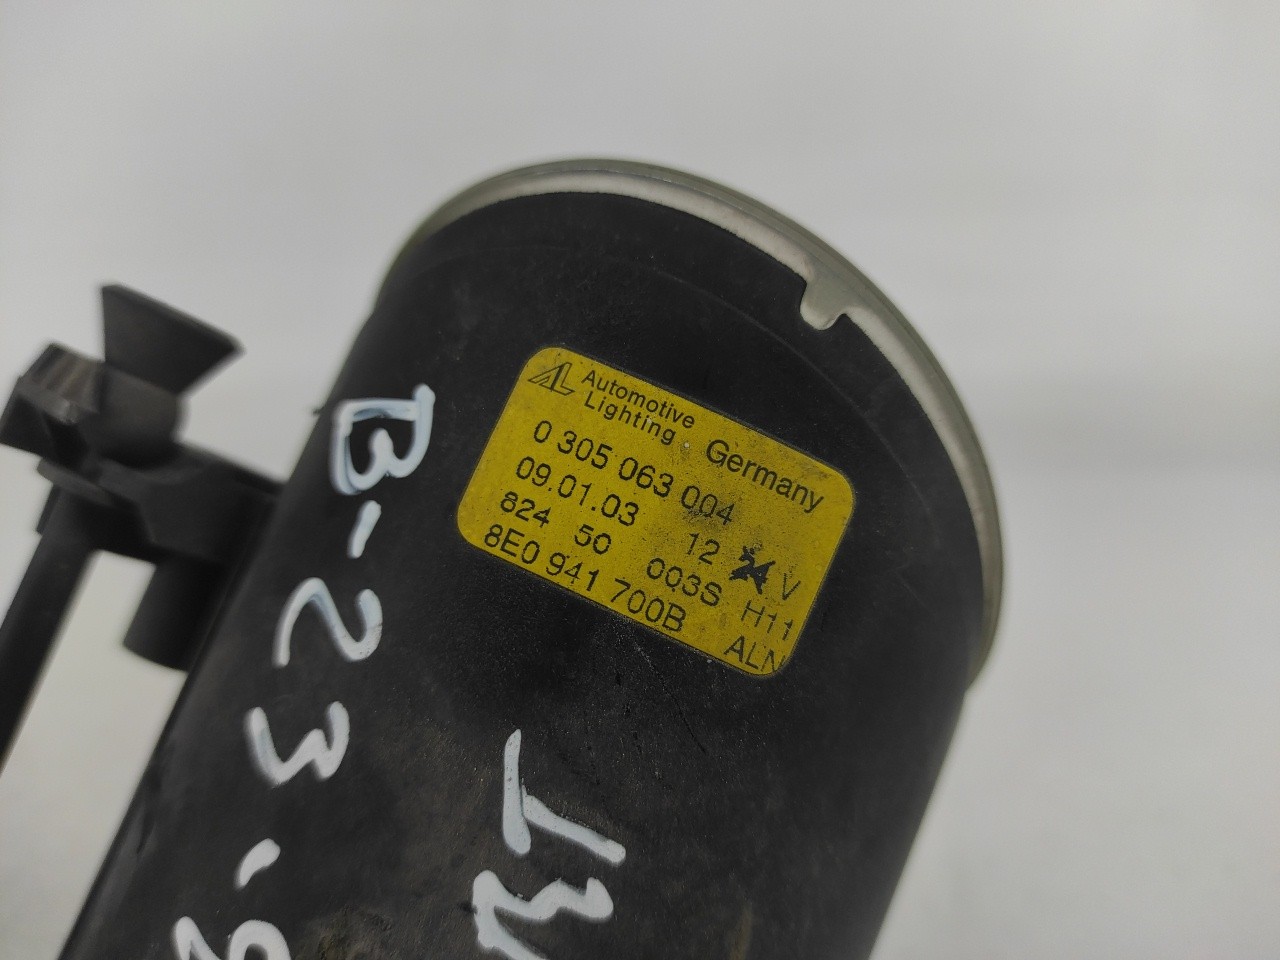 AL Automotive
Lighting Germany
0 305 063 004
09.01.03 12 24 V
824 50 003S H11
8E0 941 700B ALN
B-23-